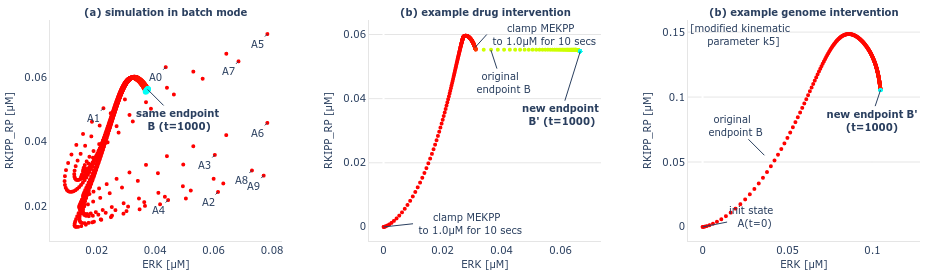 (a) simulation in batch mode
A5
A7
A0
A1
same endpoint
B (t=1000)
A6
A3
A8
A9
A2
A4
0.06
0.04
0.02
RKIPP_RP [μM]
0.02
0.04
0.06
0.08
ERK [μM]
(b) example drug intervention
clamp MEKPP
to 1.0μM for 10 secs
original
endpoint B
new endpoint
B' (t=1000)
clamp MEKPP
to 1.0μM for 10 secs
0.06
0.04
0.02
0
RKIPP_RP [μM]
0
0.02
0.04
0.06
ERK [μM]
(b) example genome intervention
[modified kinematic
parameter k5]
original
endpoint B
new endpoint B'
(t=1000)
init state
A(t=0)
0.15
0.1
0.05
0
RKIPP_RP [μM]
0
0.05
0.1
ERK [μM]